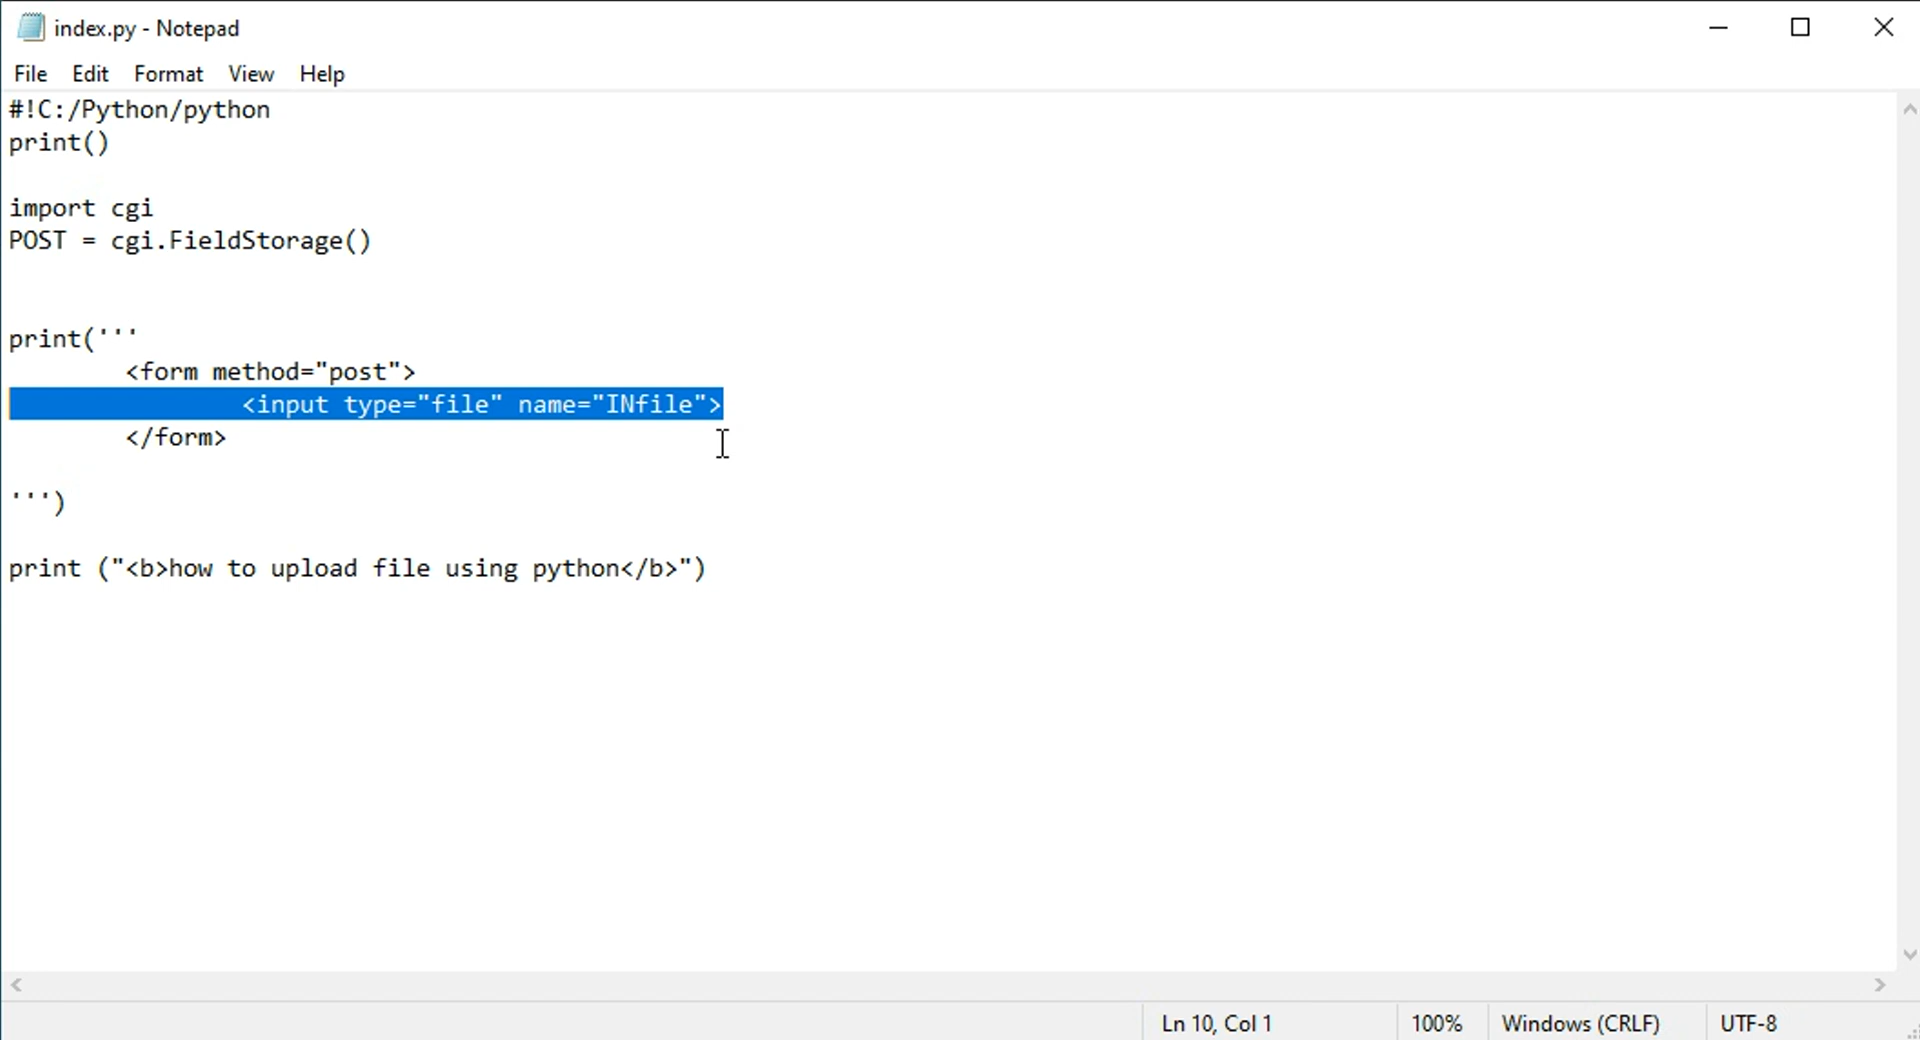 index.py - Notepad
File Edit Format View Help
#!C:/Python/python
print()
import cgi
POST = cgi.FieldStorage()
print('''
<form method="post">
<input type="file" name="INfile">
</form>
''')
print ("<b>how to upload file using python</b>")
Ln 10, Col 1 100% Windows (CRLF) UTF-8